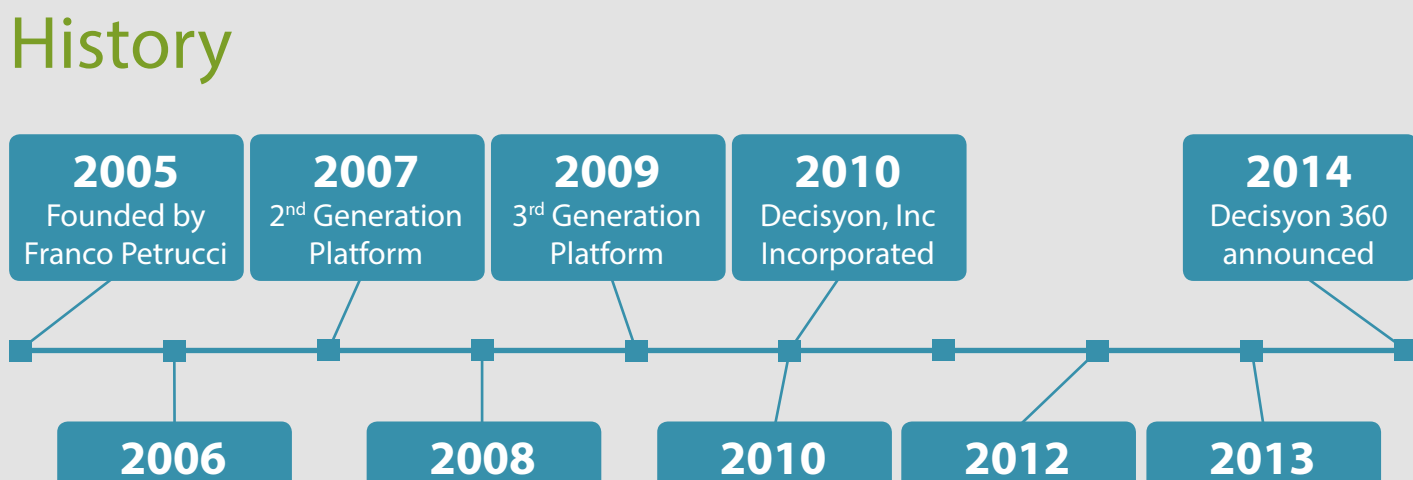 History
2005
Founded by
Franco Petrucci
2007
2nd Generation
Platform
2009
3rd Generation
Platform
2010
Decisyon, Inc
Incorporated
2014
Decisyon 360
announced
2006
2008
2010
2012
2013